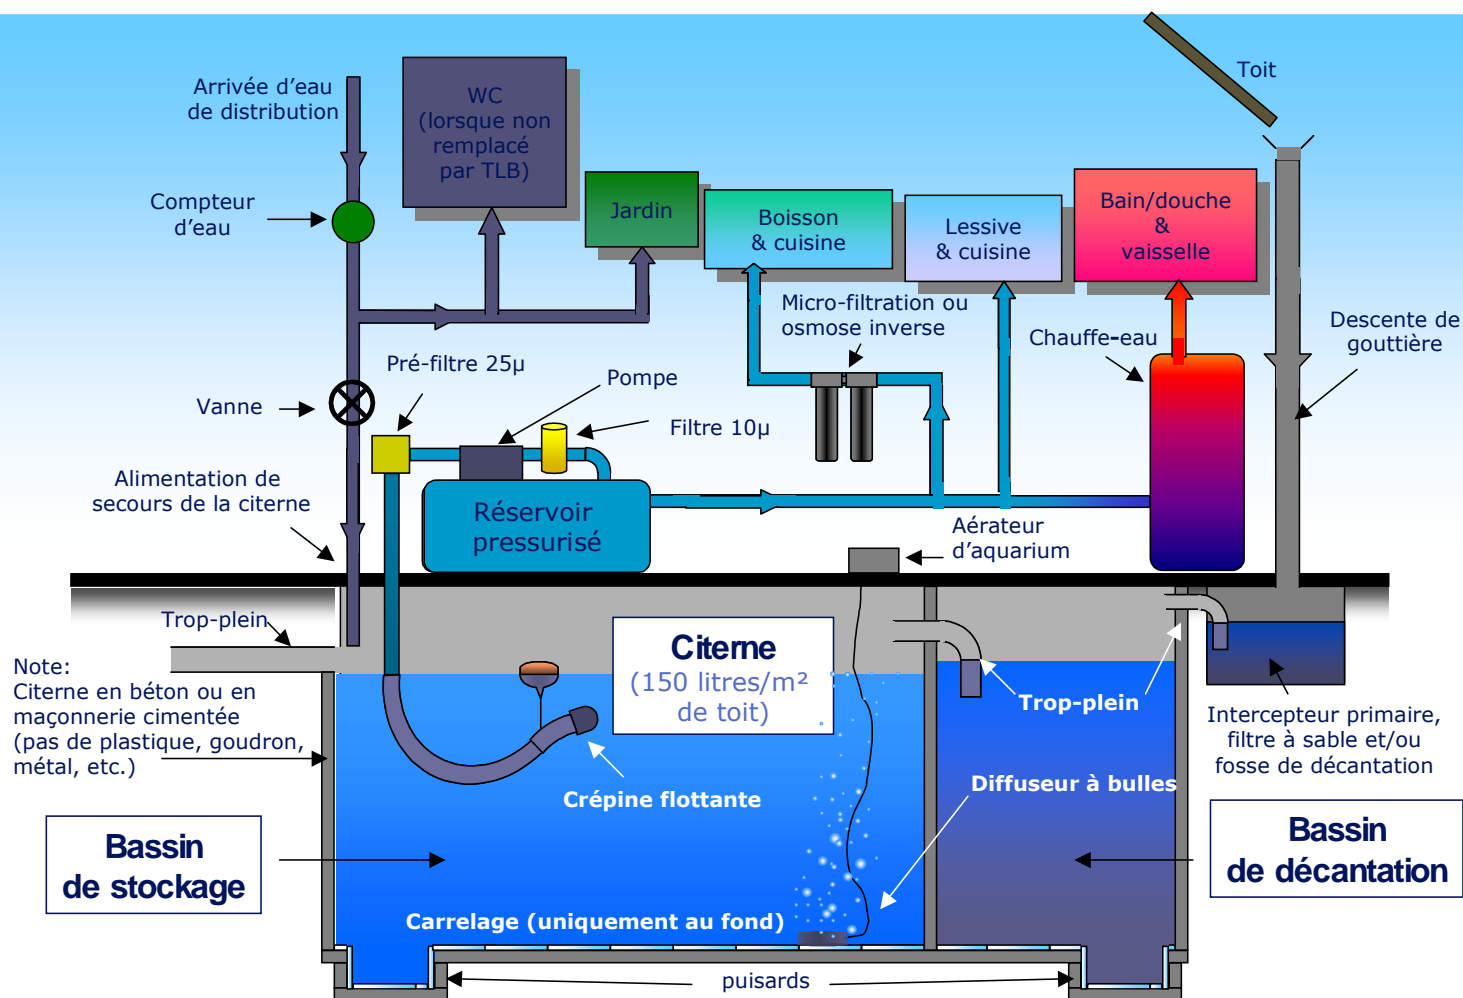 Toit
Arrivée d’eau
de distribution
WC
(lorsque non
remplacé
par TLB)
Compteur
d’eau
Jardin
Boisson
& cuisine
Lessive
& cuisine
Bain/douche
&
vaisselle
Micro-filtration ou
osmose inverse
Chauffe-eau
Descente de
gouttière
Pré-filtre 25µ
Pompe
Vanne
Filtre 10µ
Alimentation de
secours de la citerne
Réservoir
pressurisé
Aérateur
d’aquarium
Trop-plein
Citerne
(150 litres/m²
de toit)
Note:
Citerne en béton ou en
maçonnerie cimentée
(pas de plastique, goudron,
métal, etc.)
Trop-plein
Intercepteur primaire,
filtre à sable et/ou
fosse de décantation
Crépine flottante
Diffuseur à bulles
Bassin
de stockage
Bassin
de décantation
Carrelage (uniquement au fond)
puisards